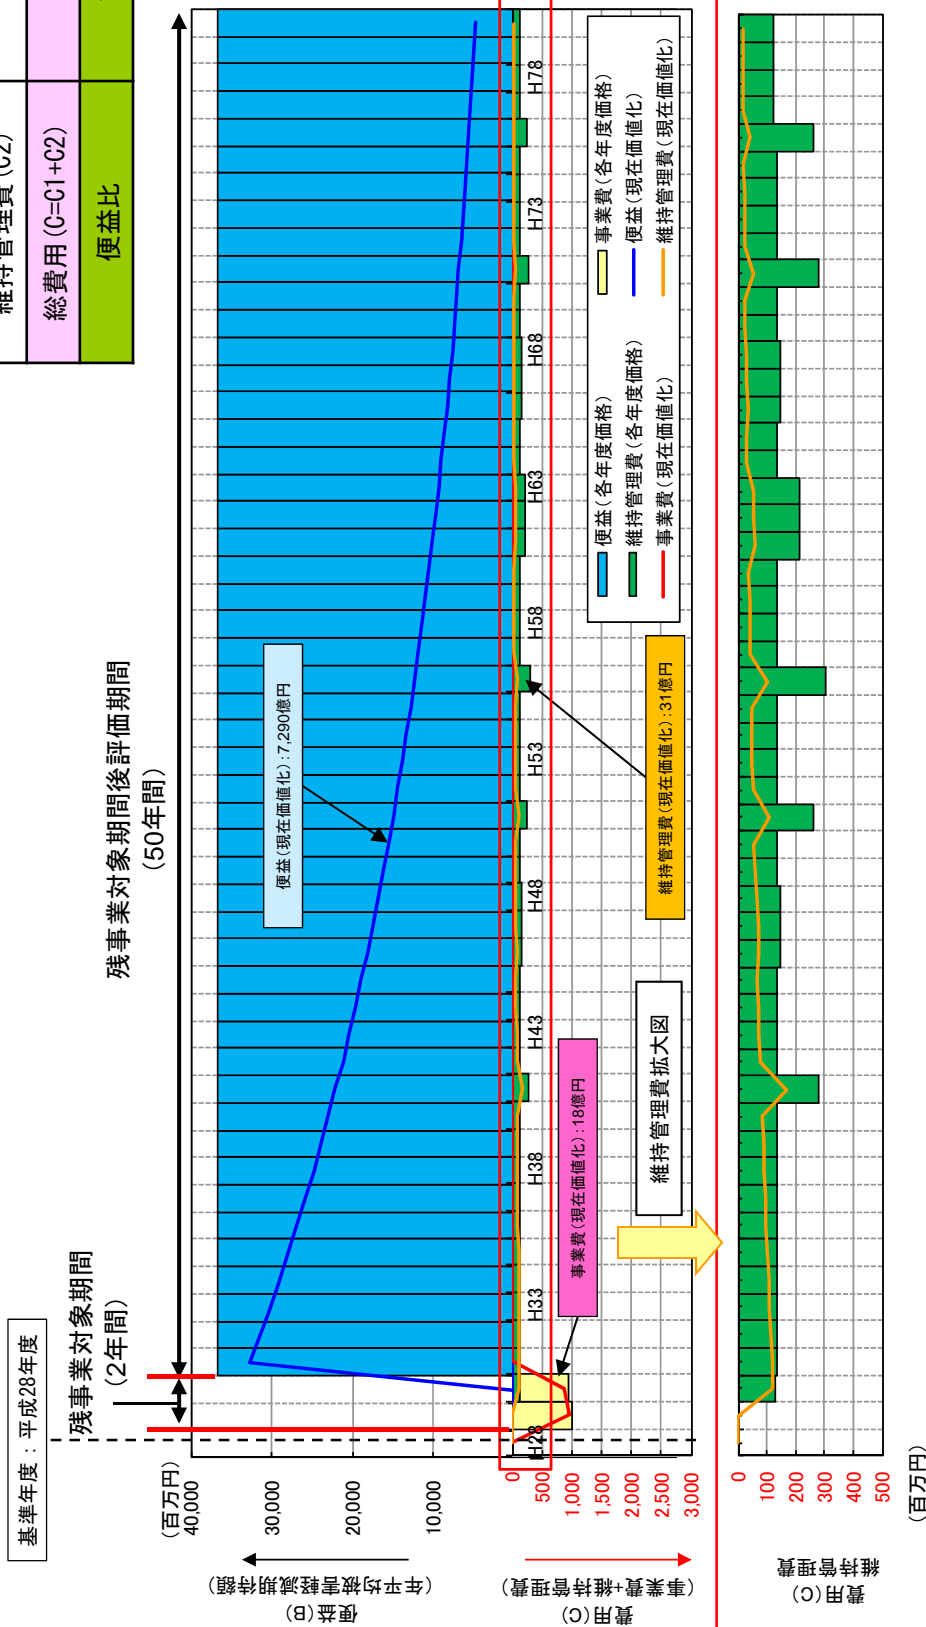 維持管理費(C2)
総費用(C=C1+C2)
便益比
基準年度：平成28年度
残事業対象期間
(2年間)
残事業対象期間後評価期間
(50年間)
(百万円)
40,000
30,000
20,000
10,000
0
500
1,000
1,500
2,000
2,500
3,000
便益(B)
(年平均被害軽減期待額)
費用(C)
(事業費+維持管理費)
便益(現在価値化):7,290億円
H28
H33
H38
H43
H48
H53
H58
H63
H68
H73
H78
事業費(現在価値化):18億円
維持管理費(現在価値化):31億円
便益(各年度価格)
事業費(各年度価格)
維持管理費(各年度価格)
便益(現在価値化)
事業費(現在価値化)
維持管理費(現在価値化)
維持管理費拡大図
0
100
200
300
400
500
(百万円)
維持管理費
費用(C)